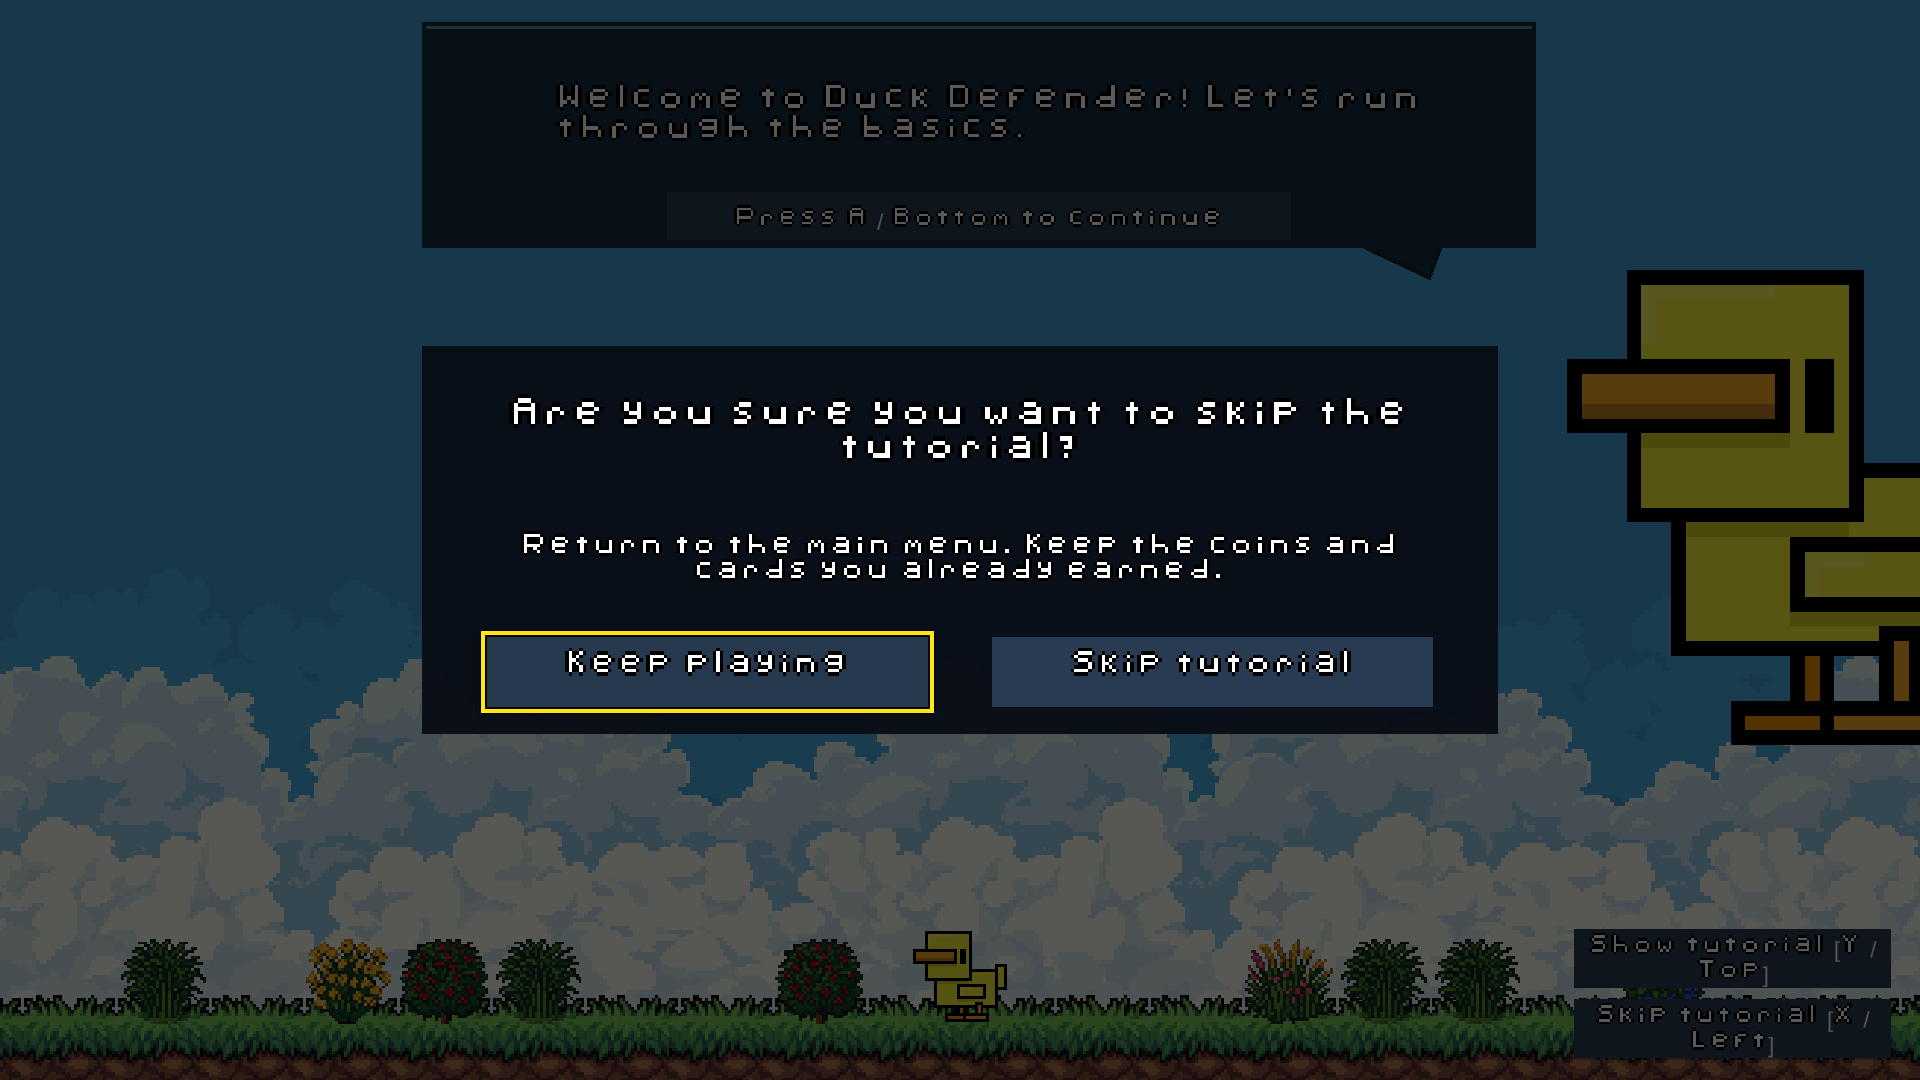 Welcome to Duck Defender! Let's run
through the basics.
Press A / Bottom to continue
Are you sure you want to skip the
tutorial?
Return to the main menu. Keep the coins and
cards you already earned.
Keep playing
Skip tutorial
Show tutorial [Y /
Top]
Skip tutorial [X /
Left]